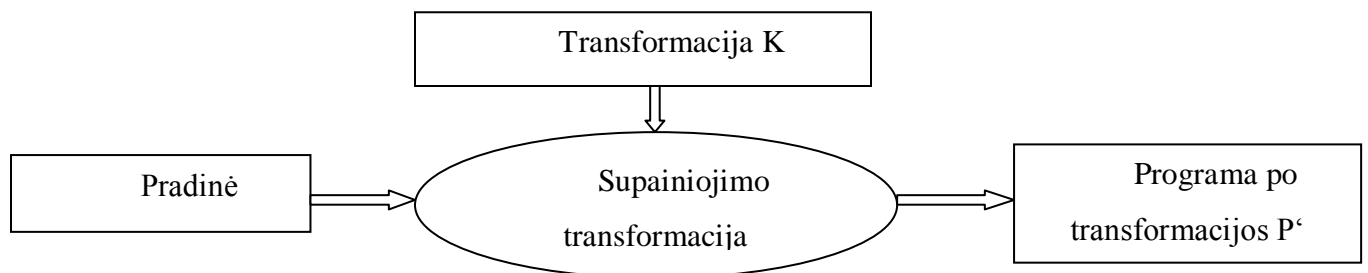 Transformacija K
Pradinė
Supainiojimo
transformacija
Programa po
transformacijos P‘